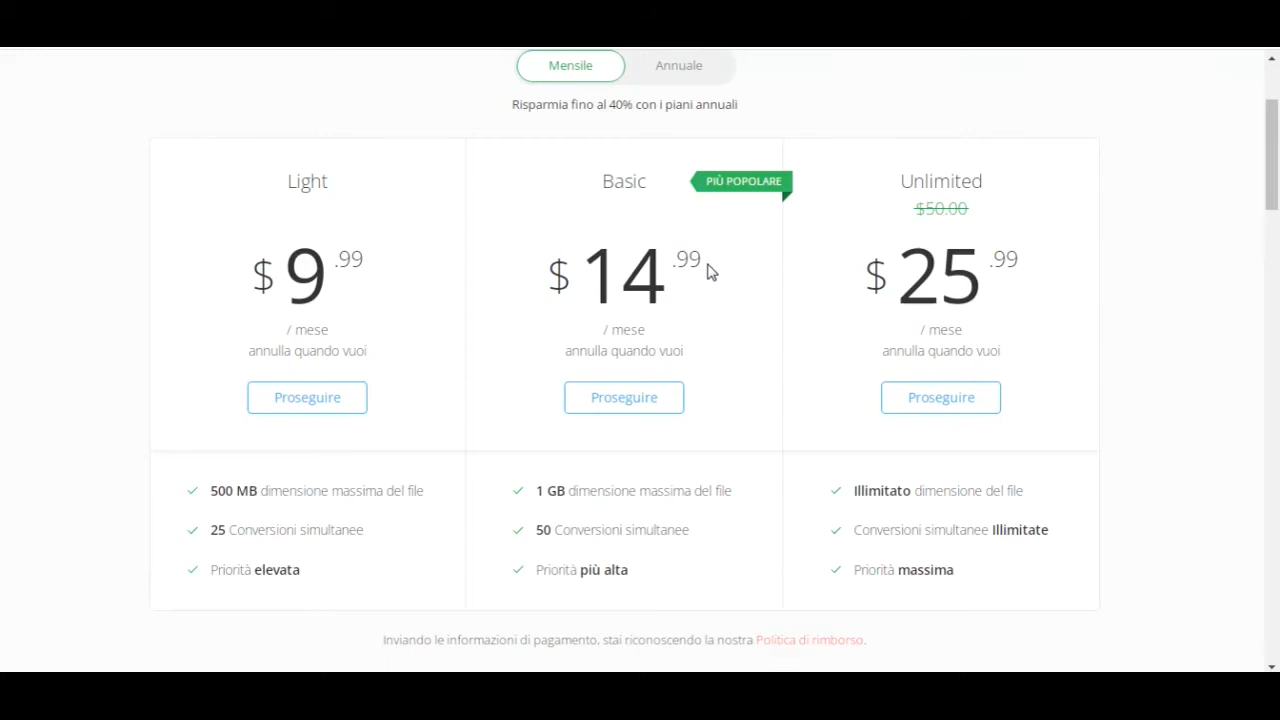 Mensile
Annuale
Risparmia fino al 40% con i piani annuali
Light
$ 9 .99
/ mese
annulla quando vuoi
Proseguire
500 MB dimensione massima del file
25 Conversioni simultanee
Priorità elevata
Basic
PIÙ POPOLARE
$ 14 .99
/ mese
annulla quando vuoi
Proseguire
1 GB dimensione massima del file
50 Conversioni simultanee
Priorità più alta
Unlimited
$50.00
$ 25 .99
/ mese
annulla quando vuoi
Proseguire
Illimitato dimensione del file
Conversioni simultanee Illimitate
Priorità massima
Inviando le informazioni di pagamento, stai riconoscendo la nostra Politica di rimborso.